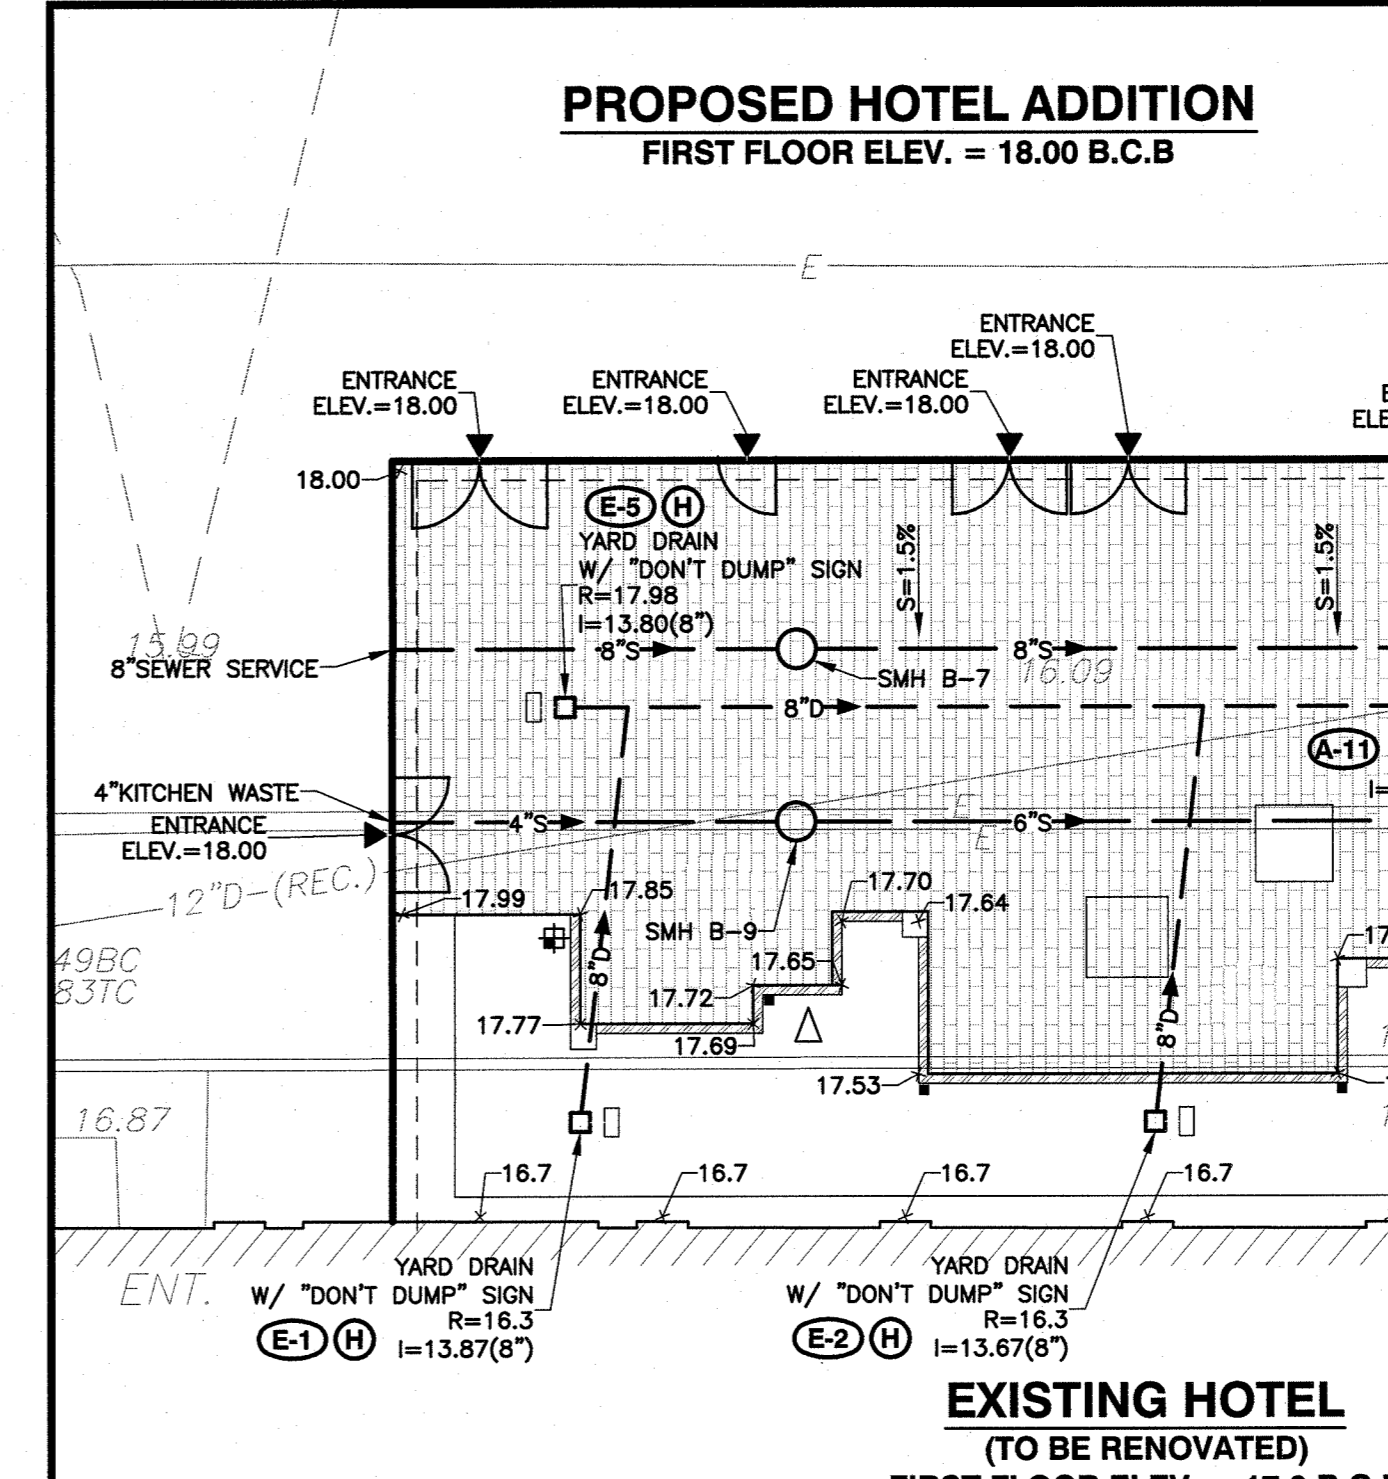 PROPOSED HOTEL ADDITION
FIRST FLOOR ELEV. = 18.00 B.C.B
E
ENTRANCE
ELEV.=18.00
ENTRANCE
ELEV.=18.00
ENTRANCE
ELEV.=18.00
ENTRANCE
ELEV.=18.00
18.00
E-5 H
YARD DRAIN
W/ "DON'T DUMP" SIGN
R=17.98
I=13.80(8")
S=1.5%
S=1.5%
15.99
8"SEWER SERVICE
8"S
8"S
SMH B-7
16.09
8"D
A-11
4"KITCHEN WASTE
ENTRANCE
ELEV.=18.00
4"S
E
E
6"S
12"D-(REC.)
17.99
17.85
17.70
17.64
SMH B-9
17.65
49BC
83TC
8"D
17.72
17.77
17.69
17.53
8"D
16.87
16.7
16.7
16.7
16.7
ENT.
YARD DRAIN
W/ "DON'T DUMP" SIGN
R=16.3
E-1 H I=13.87(8")
YARD DRAIN
W/ "DON'T DUMP" SIGN
R=16.3
E-2 H I=13.67(8")
EXISTING HOTEL
(TO BE RENOVATED)